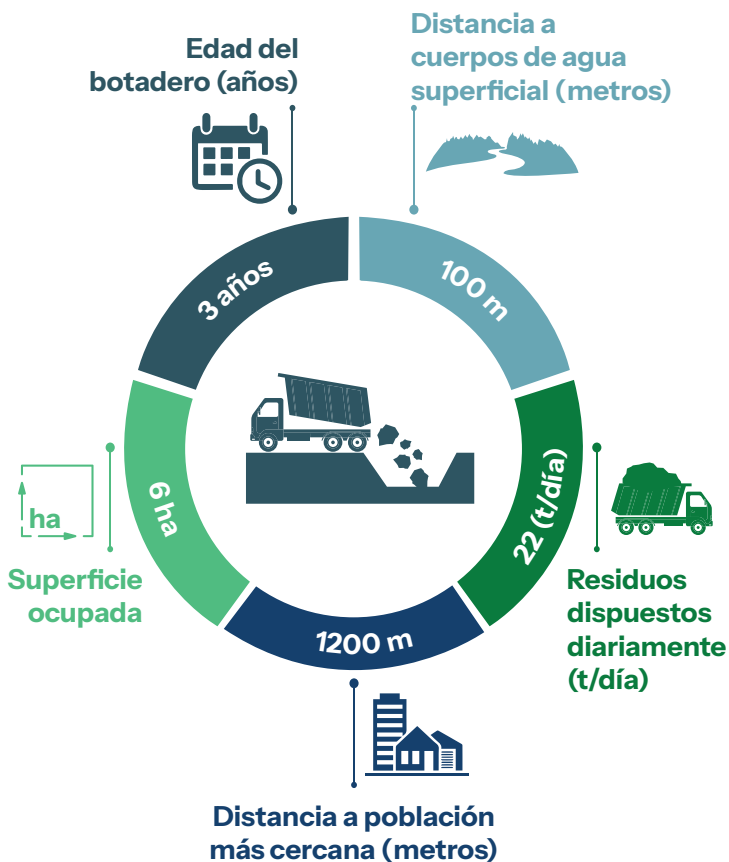 Edad del
botadero (años)
Distancia a
cuerpos de agua
superficial (metros)
3 años
100 m
22 (t/día)
Residuos
dispuestos
diariamente
(t/día)
1200 m
Distancia a población
más cercana (metros)
6 ha
ha
Superficie
ocupada